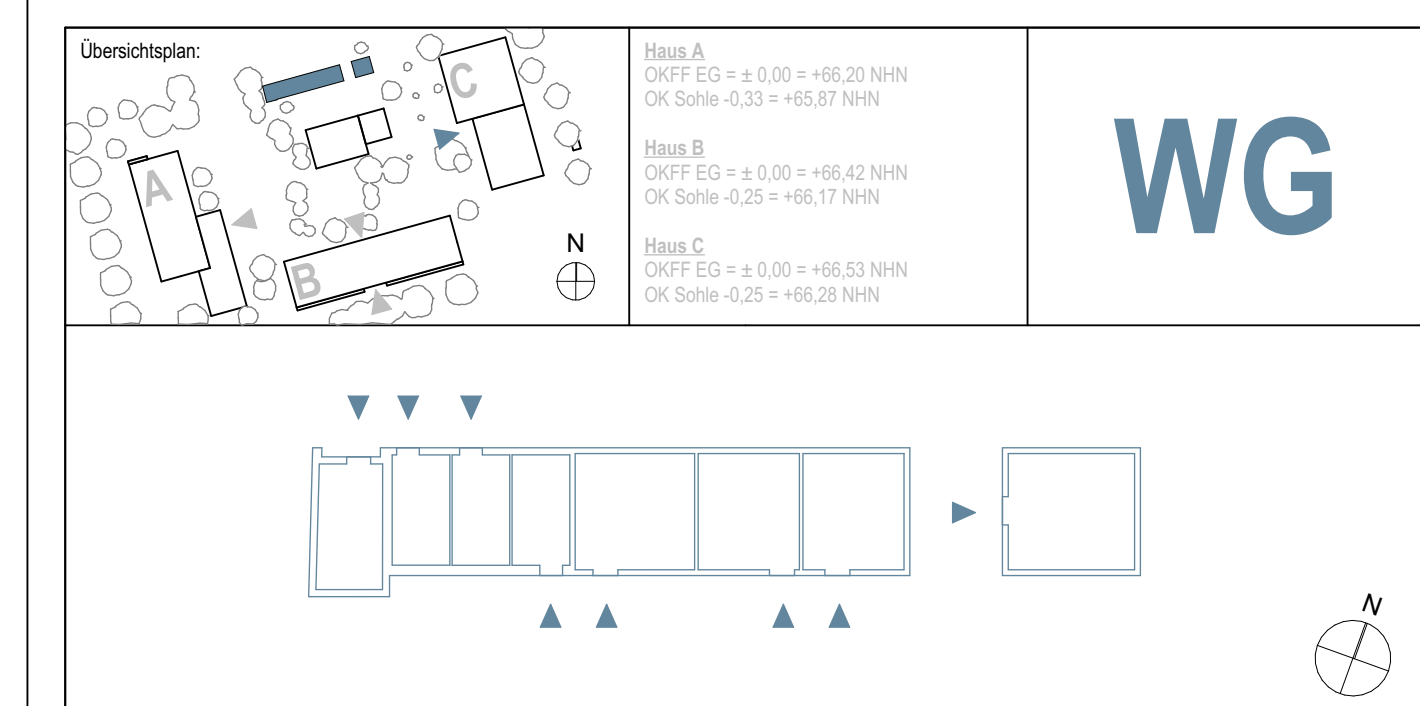 Übersichtsplan:
A
B
C
N
Haus A
OKFF EG = ± 0,00 = +66,20 NHN
OK Sohle -0,33 = +65,87 NHN
Haus B
OKFF EG = ± 0,00 = +66,42 NHN
OK Sohle -0,25 = +66,17 NHN
Haus C
OKFF EG = ± 0,00 = +66,53 NHN
OK Sohle -0,25 = +66,28 NHN
WG
N